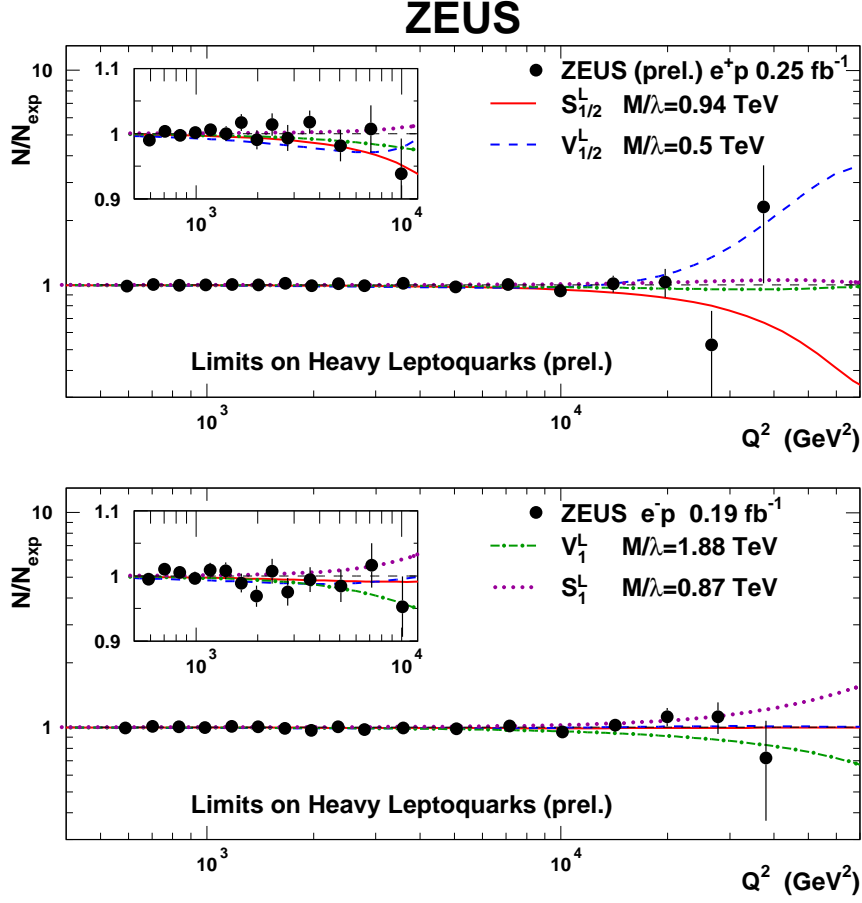 ZEUS
N/N_exp
10
1
ZEUS (prel.) e⁺p 0.25 fb⁻¹
S^L_1/2 M/λ=0.94 TeV
V^L_1/2 M/λ=0.5 TeV
1.1
1
0.9
10³ 10⁴
Limits on Heavy Leptoquarks (prel.)
10³ 10⁴
Q² (GeV²)
N/N_exp
10
1
ZEUS e⁻p 0.19 fb⁻¹
V^L_1 M/λ=1.88 TeV
S^L_1 M/λ=0.87 TeV
1.1
1
0.9
10³ 10⁴
Limits on Heavy Leptoquarks (prel.)
10³ 10⁴
Q² (GeV²)